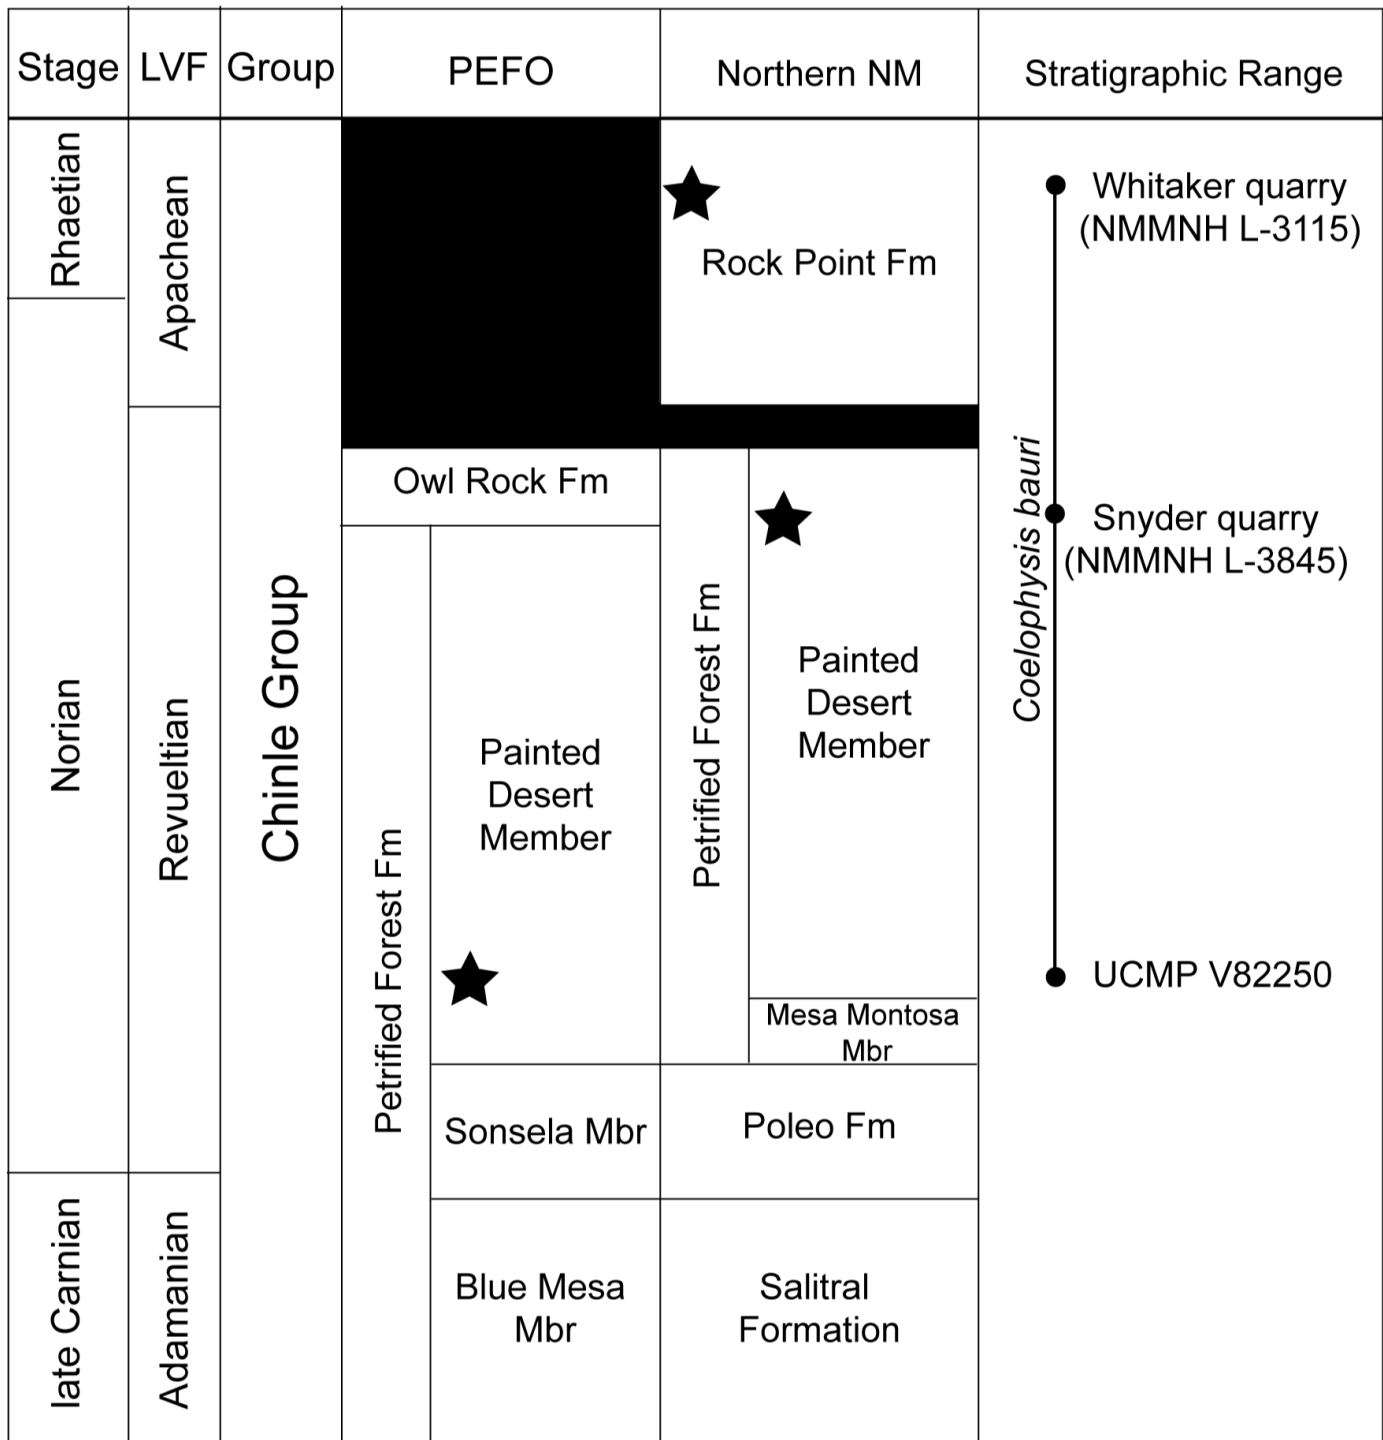 Stage
LVF
Group
PEFO
Northern NM
Stratigraphic Range
Rhaetian
Norian
late Carnian
Apachean
Revueltian
Adamanian
Chinle Group
Owl Rock Fm
Petrified Forest Fm
Painted
Desert
Member
Sonsela Mbr
Blue Mesa
Mbr
Rock Point Fm
Petrified Forest Fm
Painted
Desert
Member
Mesa Montosa
Mbr
Poleo Fm
Salitral
Formation
Coelophysis bauri
Whitaker quarry
(NMMNH L-3115)
Snyder quarry
(NMMNH L-3845)
UCMP V82250